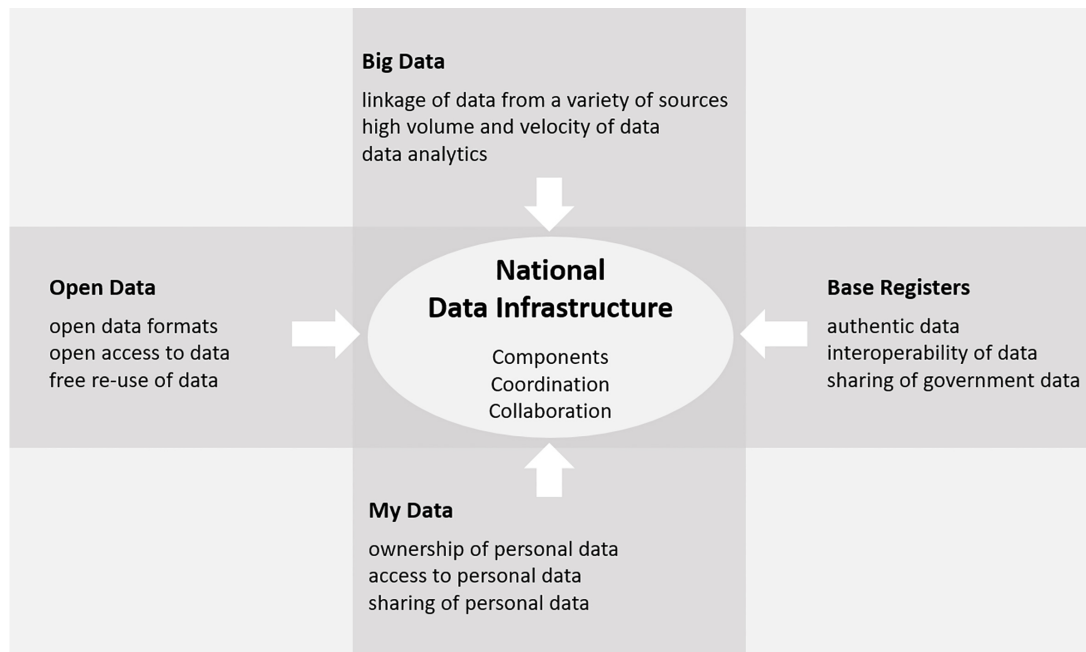 Big Data
linkage of data from a variety of sources
high volume and velocity of data
data analytics
Open Data
open data formats
open access to data
free re-use of data
National
Data Infrastructure
Components
Coordination
Collaboration
Base Registers
authentic data
interoperability of data
sharing of government data
My Data
ownership of personal data
access to personal data
sharing of personal data